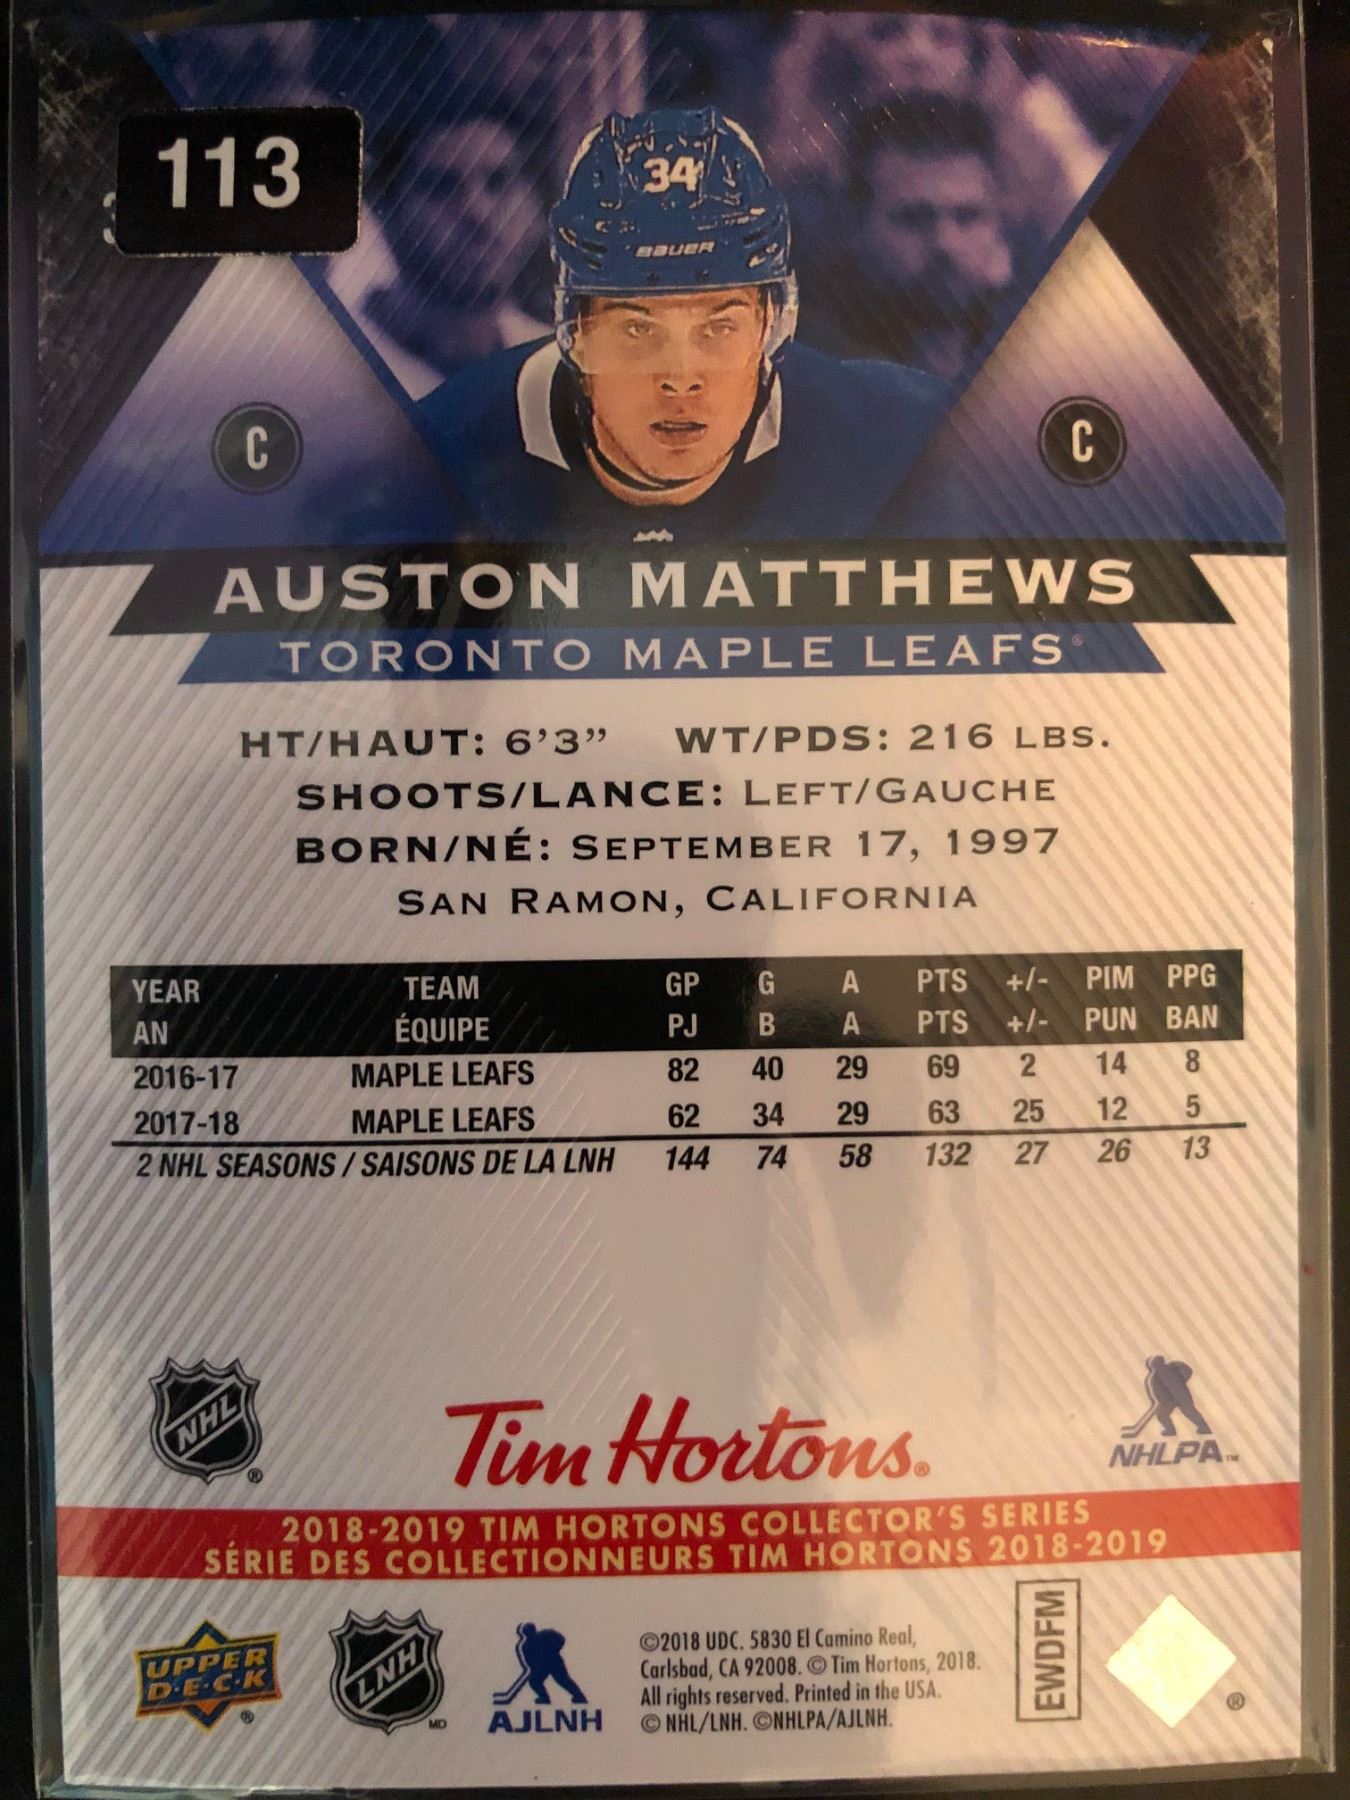 113
34
BAUER
C
C
AUSTON MATTHEWS
TORONTO MAPLE LEAFS®
HT/HAUT: 6'3” WT/PDS: 216 LBS.
SHOOTS/LANCE: LEFT/GAUCHE
BORN/NÉ: SEPTEMBER 17, 1997
SAN RAMON, CALIFORNIA
YEAR TEAM GP G A PTS +/- PIM PPG
AN ÉQUIPE PJ B A PTS +/- PUN BAN
2016-17 MAPLE LEAFS 82 40 29 69 2 14 8
2017-18 MAPLE LEAFS 62 34 29 63 25 12 5
2 NHL SEASONS / SAISONS DE LA LNH 144 74 58 132 27 26 13
NHL ®
Tim Hortons®
NHLPA™
2018-2019 TIM HORTONS COLLECTOR'S SERIES
SÉRIE DES COLLECTIONNEURS TIM HORTONS 2018-2019
UPPER
D·E·C·K ®
LNH MD
AJLNH
©2018 UDC. 5830 El Camino Real,
Carlsbad, CA 92008. © Tim Hortons, 2018.
All rights reserved. Printed in the USA.
© NHL/LNH. ©NHLPA/AJLNH.
EWDFM
®